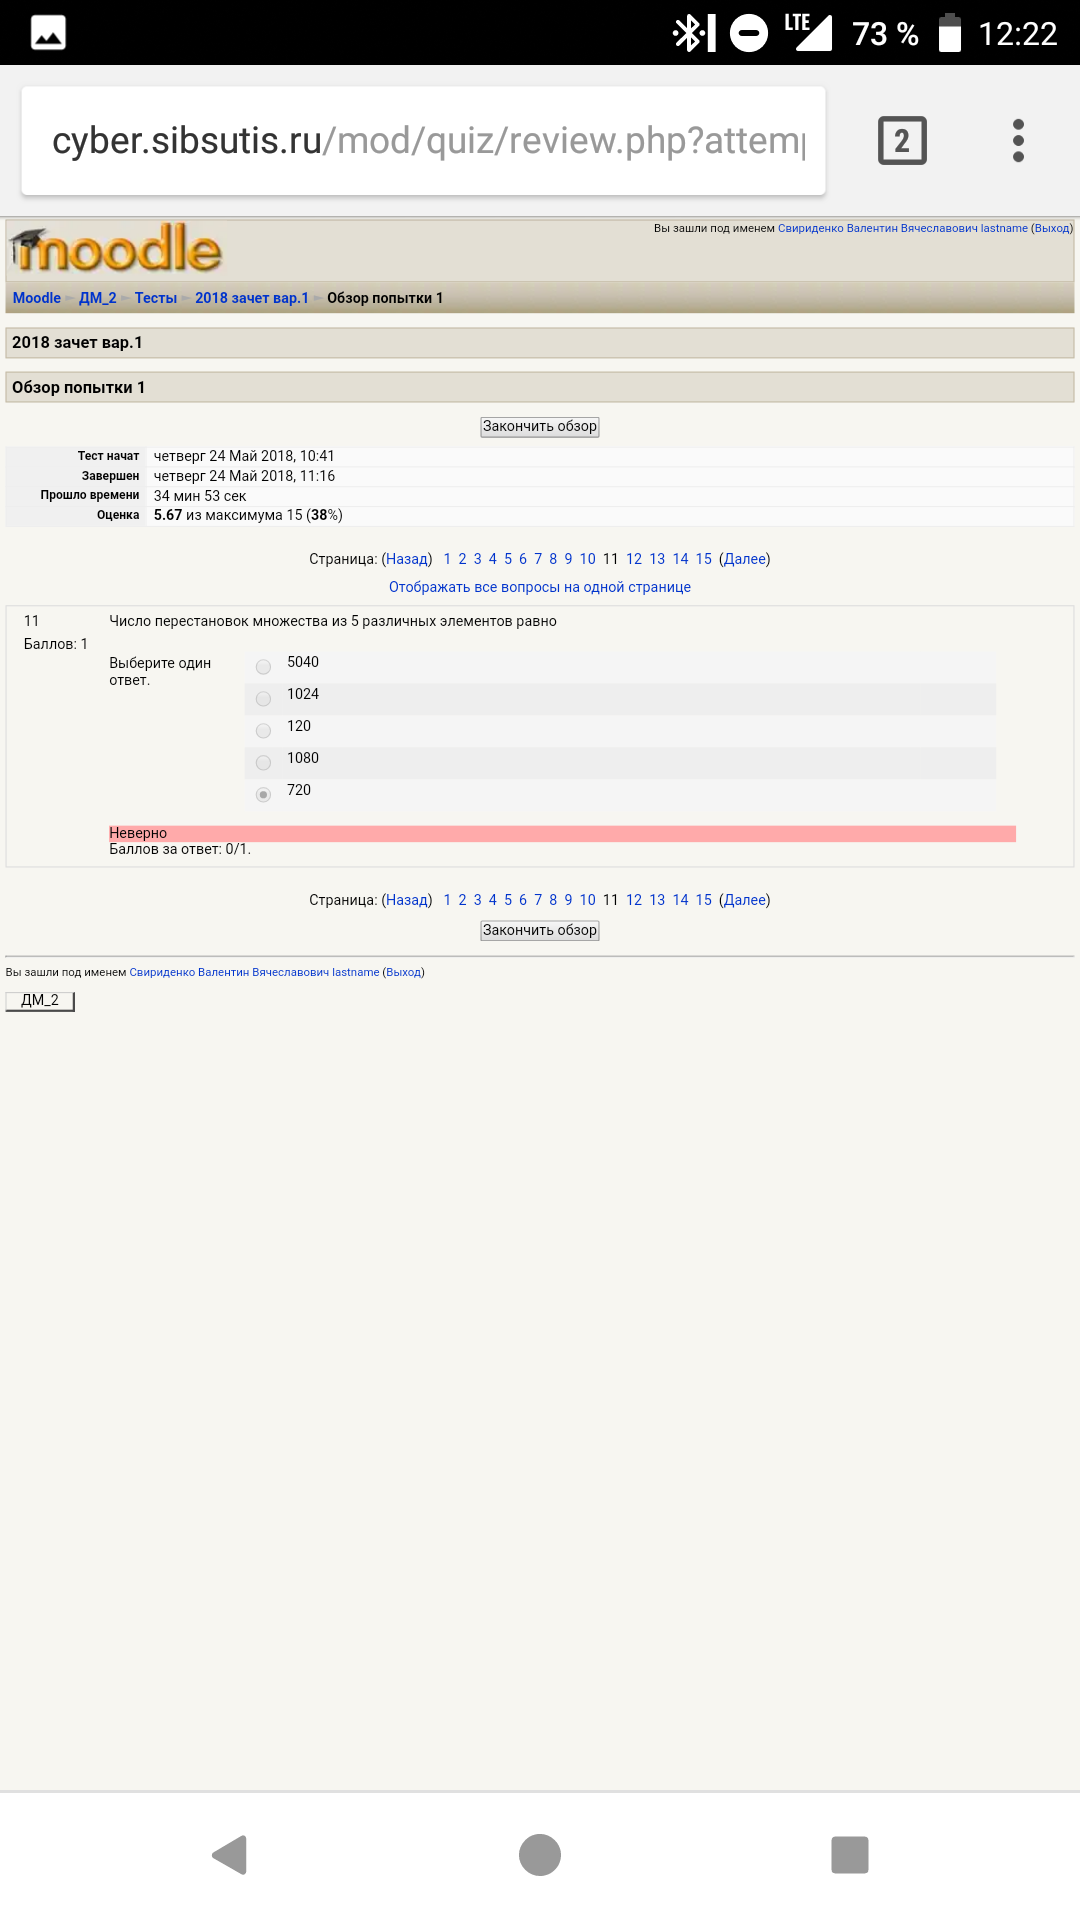 LTE 73 % 12:22
cyber.sibsutis.ru/mod/quiz/review.php?attem
2
moodle
Вы зашли под именем Свириденко Валентин Вячеславович lastname (Выход)
Moodle ► ДМ_2 ► Тесты ► 2018 зачет вар.1 ► Обзор попытки 1
2018 зачет вар.1
Обзор попытки 1
Закончить обзор
Тест начат четверг 24 Май 2018, 10:41
Завершен четверг 24 Май 2018, 11:16
Прошло времени 34 мин 53 сек
Оценка 5.67 из максимума 15 (38%)
Страница: (Назад) 1 2 3 4 5 6 7 8 9 10 11 12 13 14 15 (Далее)
Отображать все вопросы на одной странице
11 Число перестановок множества из 5 различных элементов равно
Баллов: 1
Выберите один
ответ.
5040
1024
120
1080
720
Неверно
Баллов за ответ: 0/1.
Страница: (Назад) 1 2 3 4 5 6 7 8 9 10 11 12 13 14 15 (Далее)
Закончить обзор
Вы зашли под именем Свириденко Валентин Вячеславович lastname (Выход)
ДМ_2